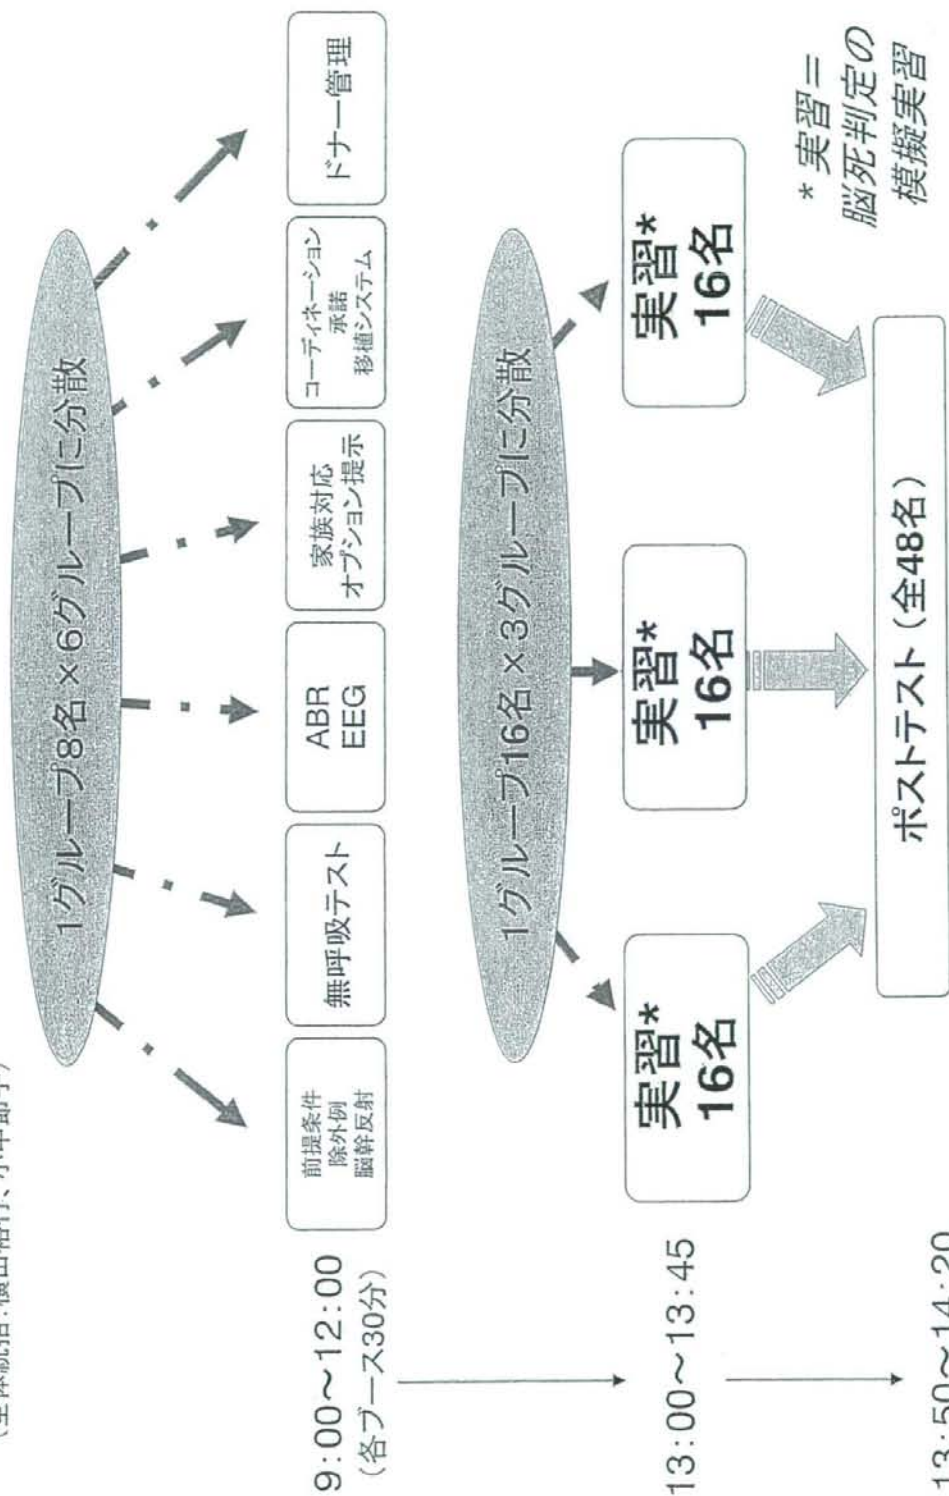 1グループ8名×6グループに分散
9:00～12:00
（各ブース30分）
前提条件
除外例
脳幹反射
無呼吸テスト
ABR
EEG
家族対応
オプション提示
コーディネーション
承諾
移植システム
ドナー管理
1グループ16名×3グループに分散
13:00～13:45
実習*
16名
実習*
16名
実習*
16名
*実習＝
脳死判定の
模擬実習
13:50～14:20
ポストテスト（全48名）